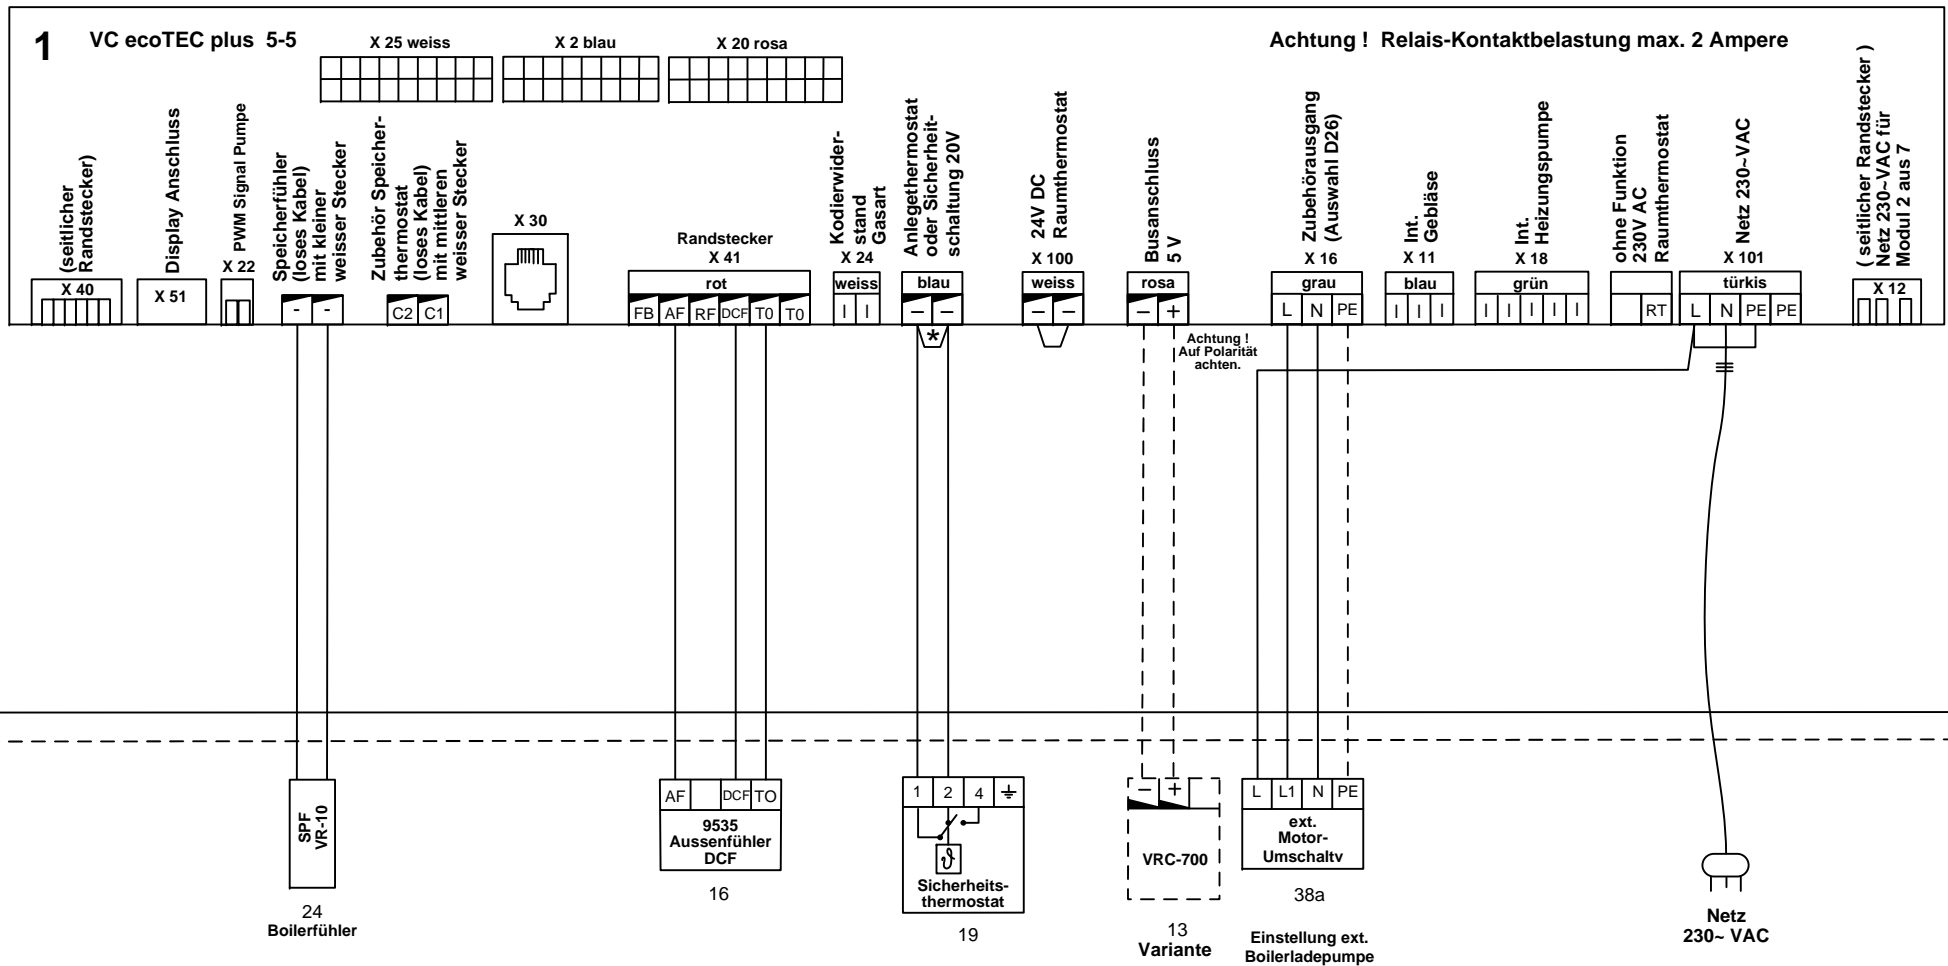 1
VC ecoTEC plus 5-5
X 25 weiss
X 2 blau
X 20 rosa
Achtung ! Relais-Kontaktbelastung max. 2 Ampere
(seitlicher
Randstecker)
X 40
Display Anschluss
X 51
PWM Signal Pumpe
X 22
Speicherfühler
(loses Kabel)
mit kleiner
weisser Stecker
- -
Zubehör Speicher-
thermostat
(loses Kabel)
mit mittleren
weisser Stecker
C2 C1
X 30
Randstecker
X 41
rot
FB AF RF DCF T0 T0
Kodierwider-
stand
Gasart
X 24
weiss
I I
Anlegethermostat
oder Sicherheit-
schaltung 20V
blau
– –
*
24V DC
Raumthermostat
X 100
weiss
– –
Busanschluss
5 V
rosa
– +
Achtung !
Auf Polarität
achten.
Zubehörausgang
(Auswahl D26)
X 16
grau
L N PE
Int.
Gebläse
X 11
blau
I I I
Int.
Heizungspumpe
X 18
grün
I I I I I
ohne Funktion
230V AC
Raumthermostat
RT
Netz 230~VAC
X 101
türkis
L N PE PE
( seitlicher Randstecker )
Netz 230~VAC für
Modul 2 aus 7
X 12
SPF
VR-10
24
Boilerfühler
AF DCF TO
9535
Aussenfühler
DCF
16
1 2 4
ϑ
Sicherheits-
thermostat
19
– +
VRC-700
13
Variante
L L1 N PE
ext.
Motor-
Umschaltv
38a
Einstellung ext.
Boilerladepumpe
Netz
230~ VAC